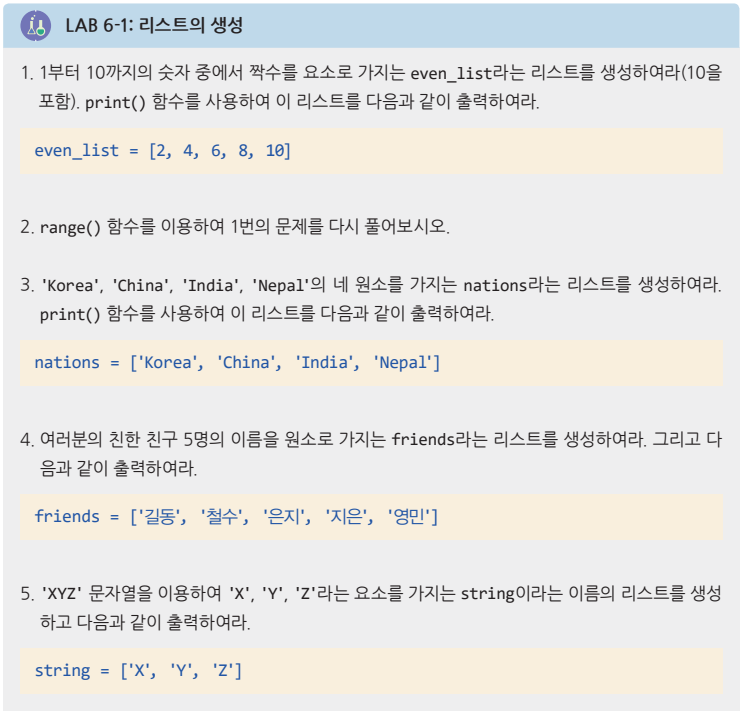 LAB 6-1: 리스트의 생성
1. 1부터 10까지의 숫자 중에서 짝수를 요소로 가지는 even_list라는 리스트를 생성하여라(10을
포함). print() 함수를 사용하여 이 리스트를 다음과 같이 출력하여라.
even_list = [2, 4, 6, 8, 10]
2. range() 함수를 이용하여 1번의 문제를 다시 풀어보시오.
3. 'Korea', 'China', 'India', 'Nepal'의 네 원소를 가지는 nations라는 리스트를 생성하여라.
print() 함수를 사용하여 이 리스트를 다음과 같이 출력하여라.
nations = ['Korea', 'China', 'India', 'Nepal']
4. 여러분의 친한 친구 5명의 이름을 원소로 가지는 friends라는 리스트를 생성하여라. 그리고 다
음과 같이 출력하여라.
friends = ['길동', '철수', '은지', '지은', '영민']
5. 'XYZ' 문자열을 이용하여 'X', 'Y', 'Z'라는 요소를 가지는 string이라는 이름의 리스트를 생성
하고 다음과 같이 출력하여라.
string = ['X', 'Y', 'Z']